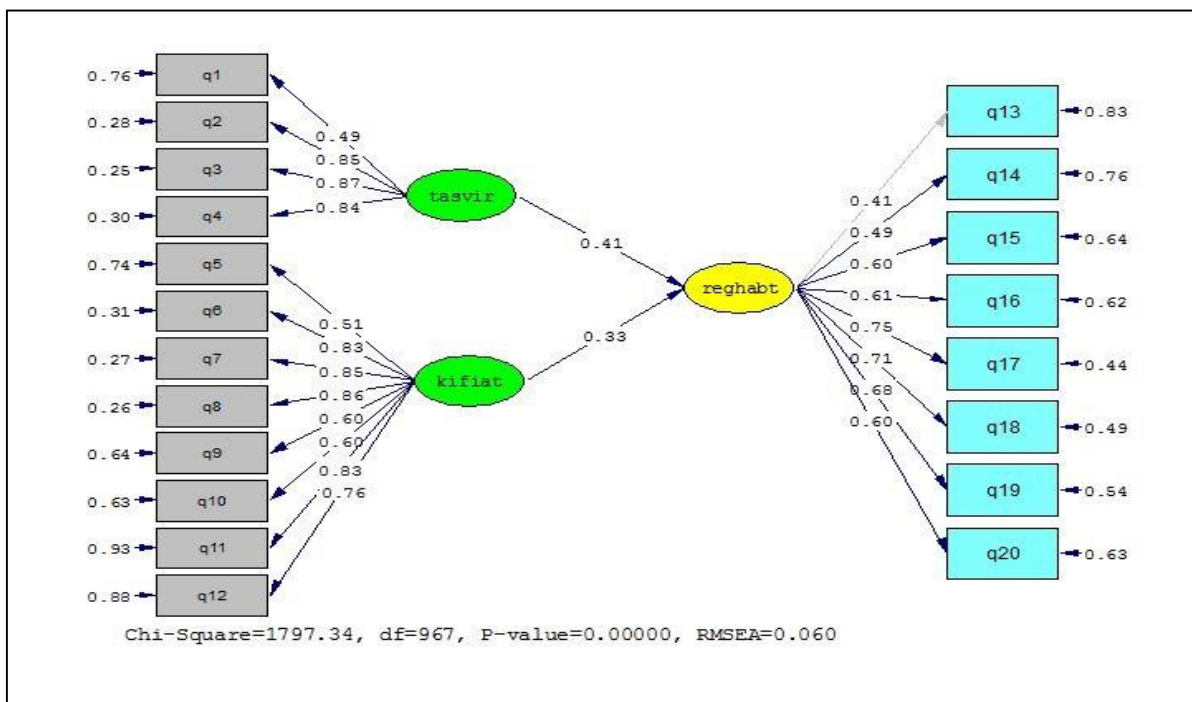 0.76 q1
0.28 q2
0.25 q3
0.30 q4
0.74 q5
0.31 q6
0.27 q7
0.26 q8
0.64 q9
0.63 q10
0.93 q11
0.88 q12
0.49
0.85
0.87
0.84
tasvir
0.51
0.83
0.85
0.86
0.60
0.60
0.83
0.76
kifiat
0.41
0.33
reghabt
0.41
0.49
0.60
0.61
0.75
0.71
0.68
0.60
q13 0.83
q14 0.76
q15 0.64
q16 0.62
q17 0.44
q18 0.49
q19 0.54
q20 0.63
Chi-Square=1797.34, df=967, P-value=0.00000, RMSEA=0.060